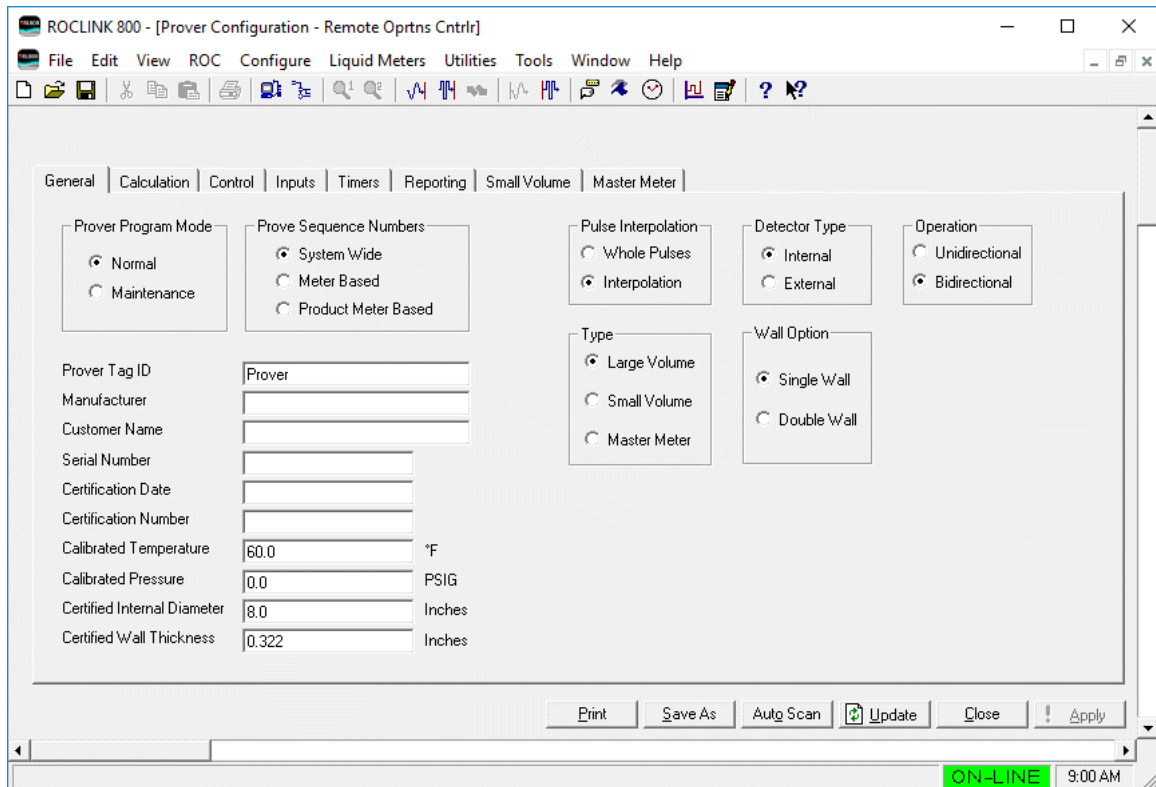 ROCLINK 800 - [Prover Configuration - Remote Oprtns Cntrlr]
File Edit View ROC Configure Liquid Meters Utilities Tools Window Help
General Calculation Control Inputs Timers Reporting Small Volume Master Meter
Prover Program Mode
Normal
Maintenance
Prove Sequence Numbers
System Wide
Meter Based
Product Meter Based
Pulse Interpolation
Whole Pulses
Interpolation
Detector Type
Internal
External
Operation
Unidirectional
Bidirectional
Type
Large Volume
Small Volume
Master Meter
Wall Option
Single Wall
Double Wall
Prover Tag ID Prover
Manufacturer
Customer Name
Serial Number
Certification Date
Certification Number
Calibrated Temperature 60.0 °F
Calibrated Pressure 0.0 PSIG
Certified Internal Diameter 8.0 Inches
Certified Wall Thickness 0.322 Inches
Print Save As Auto Scan Update Close ! Apply
ON-LINE 9:00 AM